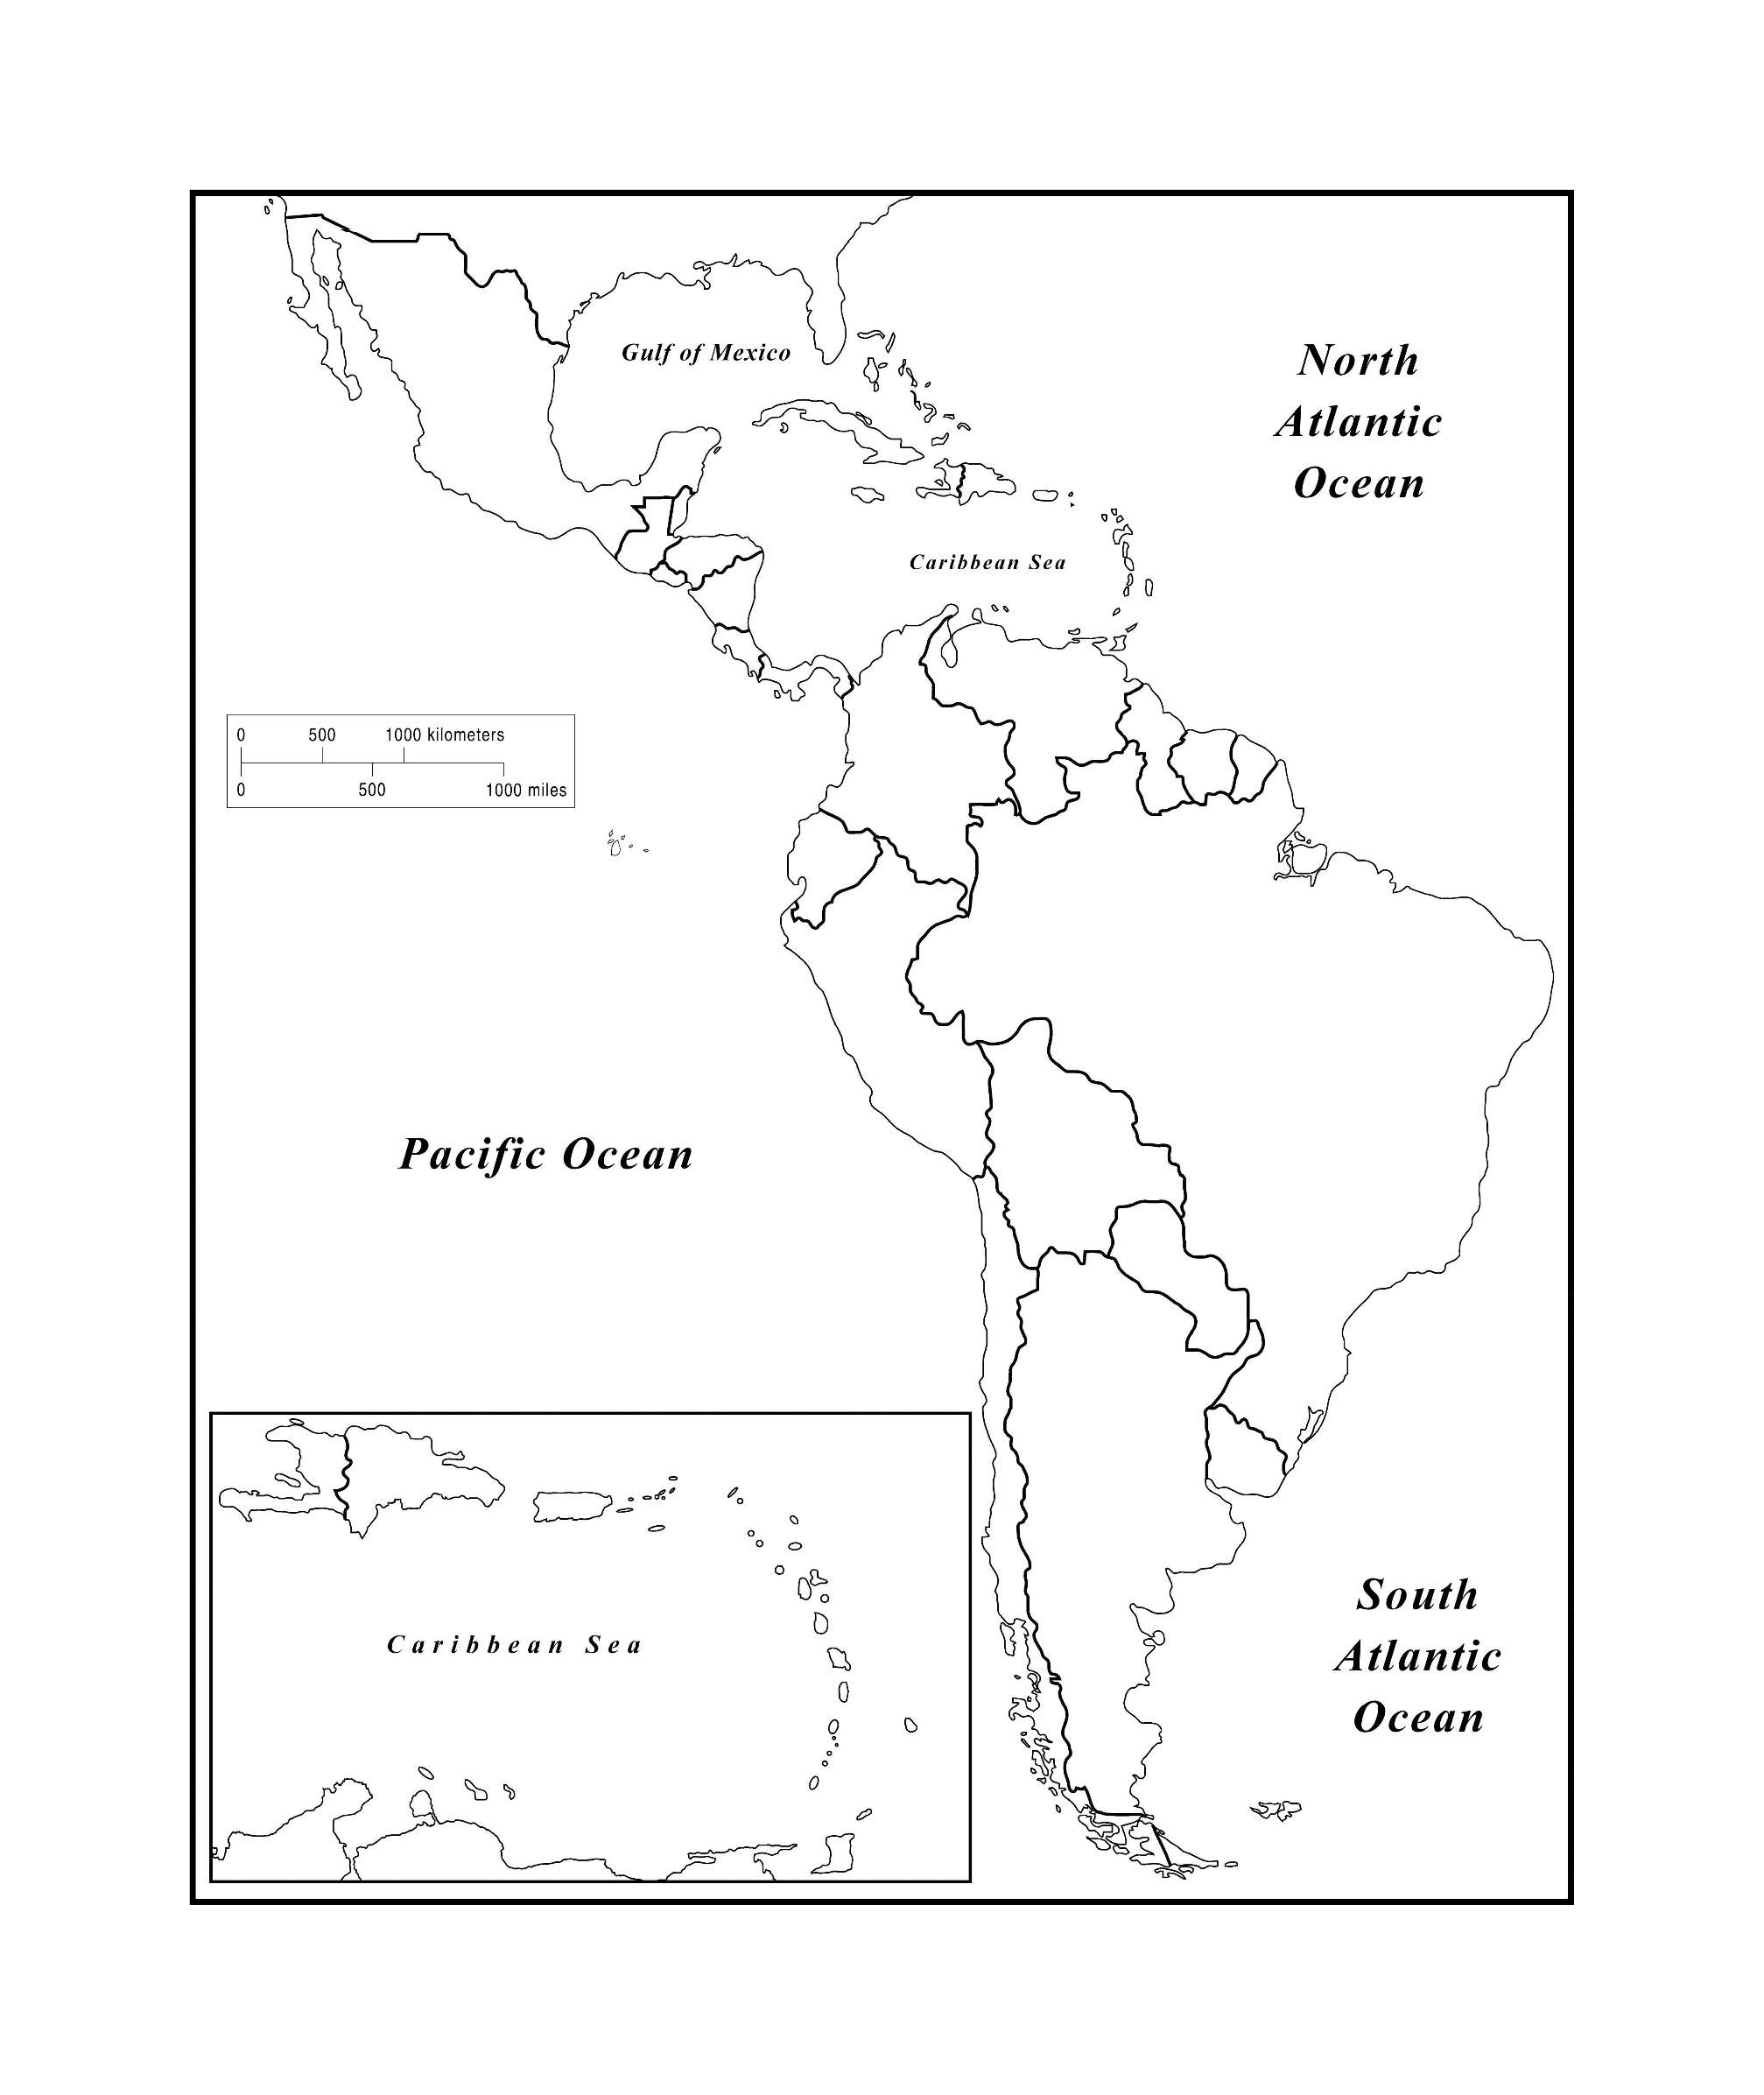 Gulf of Mexico
North
Atlantic
Ocean
Caribbean Sea
0 500 1000 kilometers
0 500 1000 miles
Pacific Ocean
Caribbean Sea
South
Atlantic
Ocean